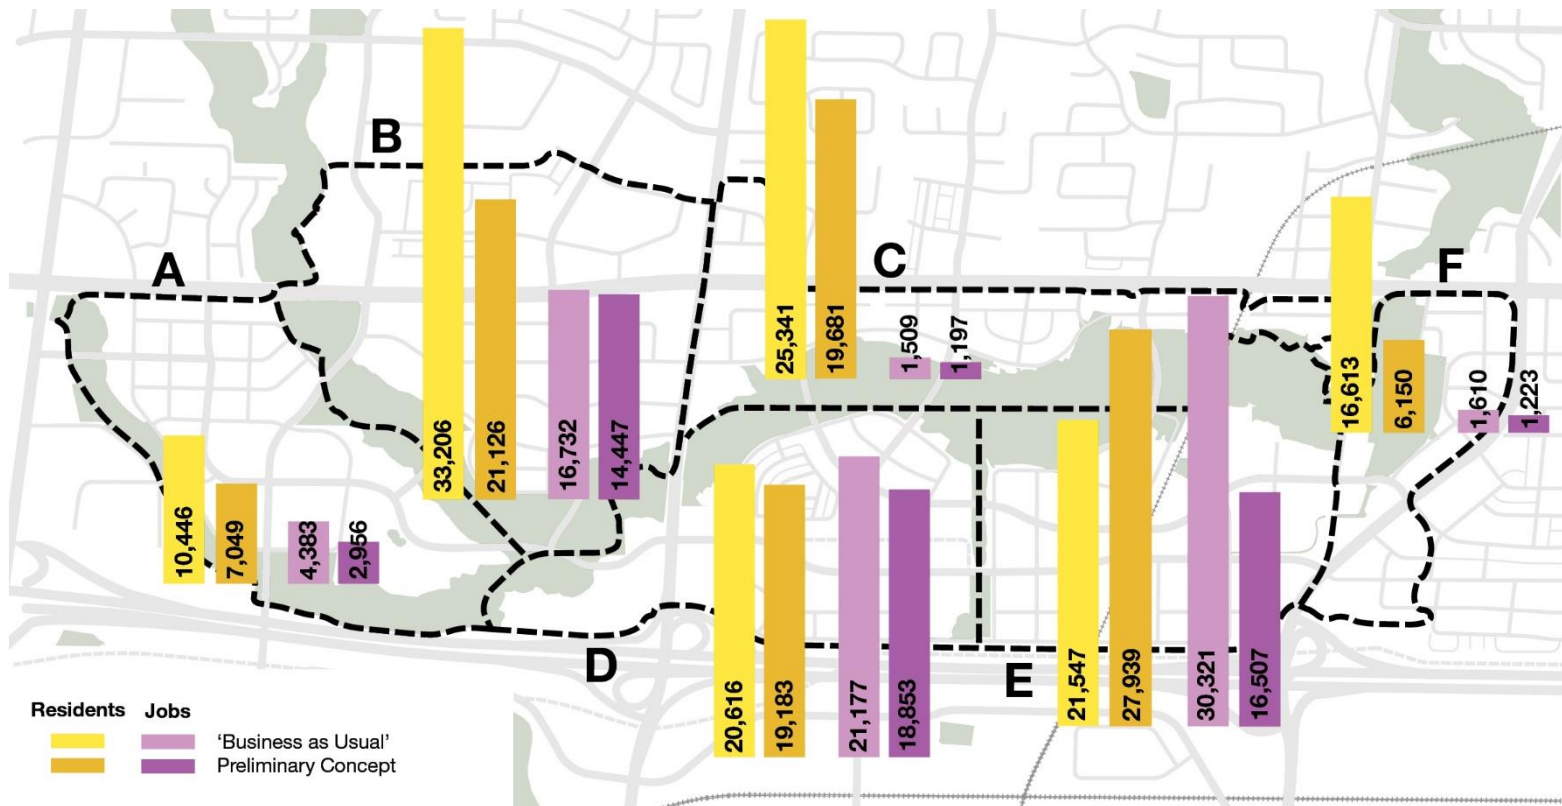 A
10,446
7,049
4,383
2,956
B
33,206
21,126
16,732
14,447
C
25,341
19,681
1,509
1,197
D
20,616
19,183
21,177
18,853
E
21,547
27,939
30,321
16,507
F
16,613
6,150
1,610
1,223
Residents Jobs
'Business as Usual'
Preliminary Concept